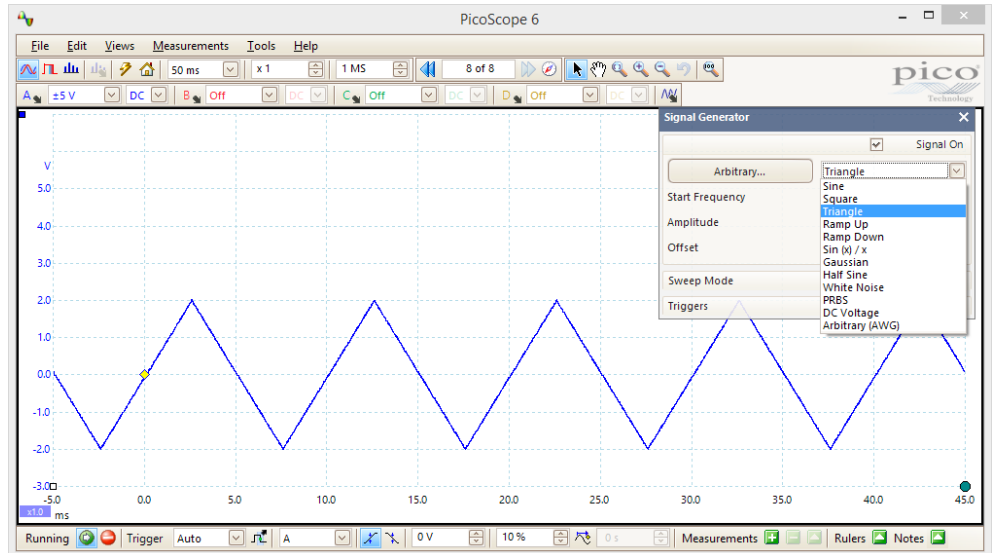 PicoScope 6
File Edit Views Measurements Tools Help
50 ms x 1 1 MS 8 of 8
pico
Technology
A ±5 V DC B Off DC C Off DC D Off DC
Signal Generator
Signal On
Arbitrary... Triangle
Start Frequency
Amplitude
Offset
Sweep Mode
Triggers
Sine
Square
Triangle
Ramp Up
Ramp Down
Sin (x) / x
Gaussian
Half Sine
White Noise
PRBS
DC Voltage
Arbitrary (AWG)
V
5.0
4.0
3.0
2.0
1.0
0.0
-1.0
-2.0
-3.0
-5.0 0.0 5.0 10.0 15.0 20.0 25.0 30.0 35.0 40.0 45.0
x1.0 ms
Running Trigger Auto A 0 V 10 % 0 s Measurements Rulers Notes